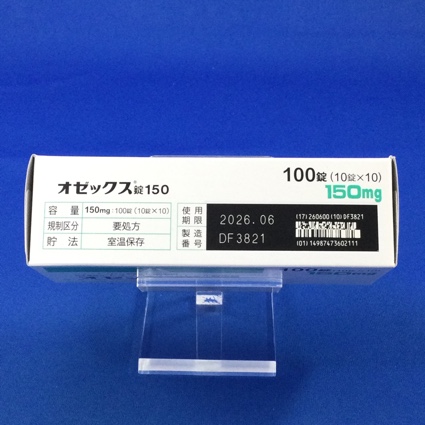 オゼックス®錠150
100錠(10錠×10)
150mg
容量 150mg:100錠(10錠×10)
規制区分 要処方
貯法 室温保存
使用期限 2026.06
製造番号 DF3821
(17)260600(10)DF3821
(01)14987473602111